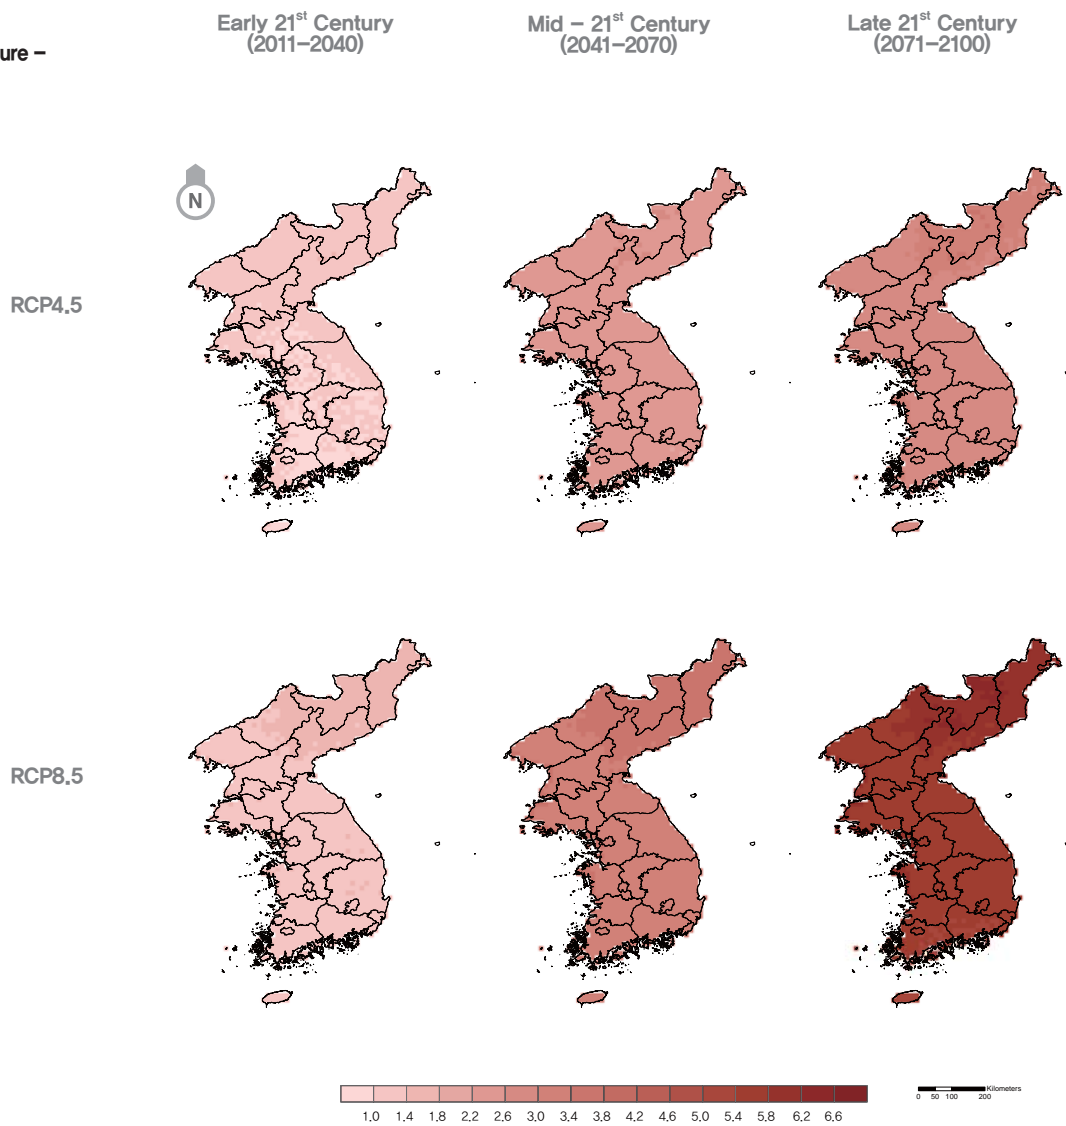 Early 21st Century
(2011–2040)
Mid – 21st Century
(2041–2070)
Late 21st Century
(2071–2100)
ure –
N
RCP4.5
RCP8.5
1.0 1.4 1.8 2.2 2.6 3.0 3.4 3.8 4.2 4.6 5.0 5.4 5.8 6.2 6.6
Kilometers
0 50 100 200